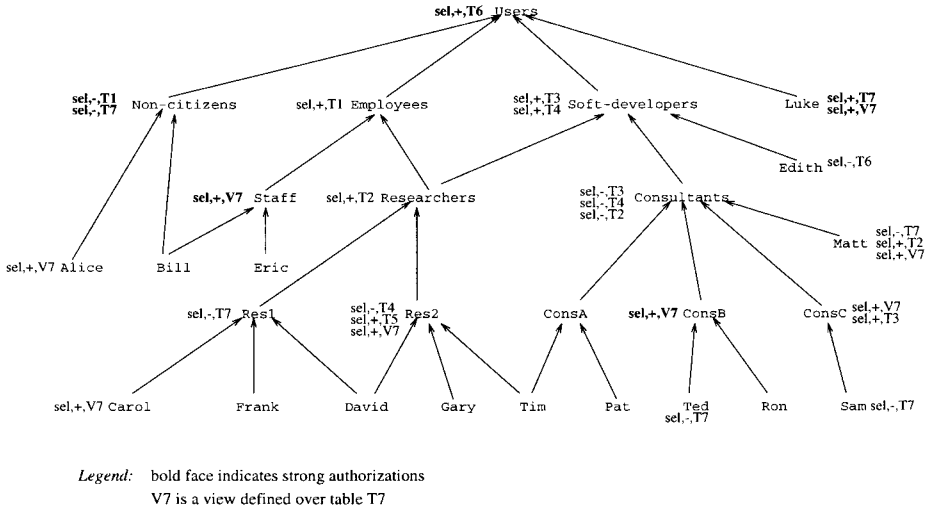 sel,+,T6 Users
sel,-,T1
sel,-,T7
Non-citizens
sel,+,T1 Employees
sel,+,T3
sel,+,T4
Soft-developers
Luke
sel,+,T7
sel,+,V7
Edith sel,-,T6
sel,+,V7 Staff
sel,+,T2 Researchers
sel,-,T3
sel,-,T4
sel,-,T2
Consultants
Matt
sel,-,T7
sel,+,T2
sel,+,V7
sel,+,V7 Alice
Bill
Eric
sel,-,T7 Res1
sel,-,T4
sel,+,T5
sel,+,V7
Res2
ConsA
sel,+,V7 ConsB
ConsC
sel,+,V7
sel,+,T3
sel,+,V7 Carol
Frank
David
Gary
Tim
Pat
Ted
sel,-,T7
Ron
Sam sel,-,T7
Legend: bold face indicates strong authorizations
V7 is a view defined over table T7